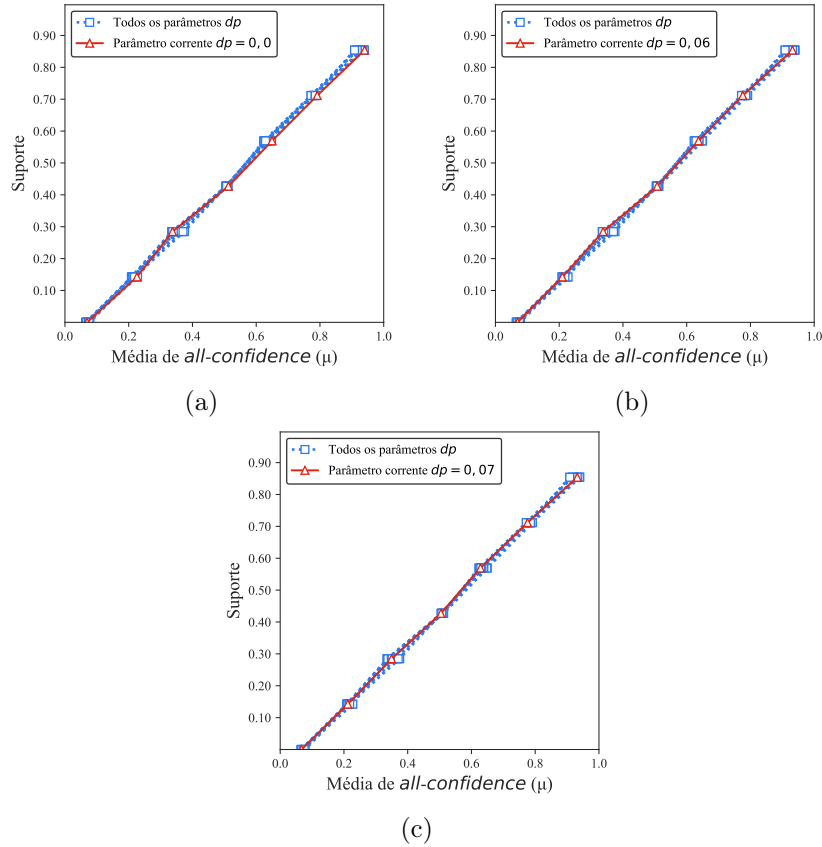 Todos os parâmetros dp
Parâmetro corrente dp = 0, 0
0.90
0.80
0.70
0.60
0.50
0.40
0.30
0.20
0.10
Suporte
0.0 0.2 0.4 0.6 0.8 1.0
Média de all-confidence (μ)
(a)
Todos os parâmetros dp
Parâmetro corrente dp = 0, 06
0.90
0.80
0.70
0.60
0.50
0.40
0.30
0.20
0.10
Suporte
0.0 0.2 0.4 0.6 0.8 1.0
Média de all-confidence (μ)
(b)
Todos os parâmetros dp
Parâmetro corrente dp = 0, 07
0.90
0.80
0.70
0.60
0.50
0.40
0.30
0.20
0.10
Suporte
0.0 0.2 0.4 0.6 0.8 1.0
Média de all-confidence (μ)
(c)